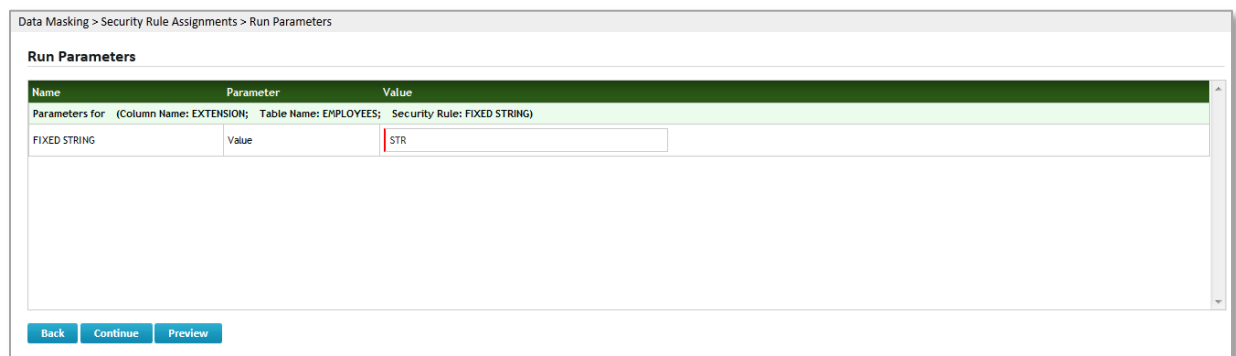 Data Masking > Security Rule Assignments > Run Parameters
Run Parameters
Name Parameter Value
Parameters for (Column Name: EXTENSION; Table Name: EMPLOYEES; Security Rule: FIXED STRING)
FIXED STRING Value STR
Back Continue Preview